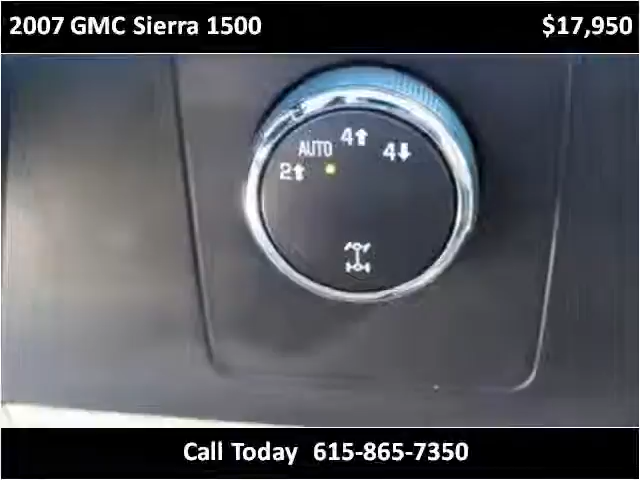 2007 GMC Sierra 1500 $17,950
4↑
AUTO 4↓
2↑
Call Today 615-865-7350